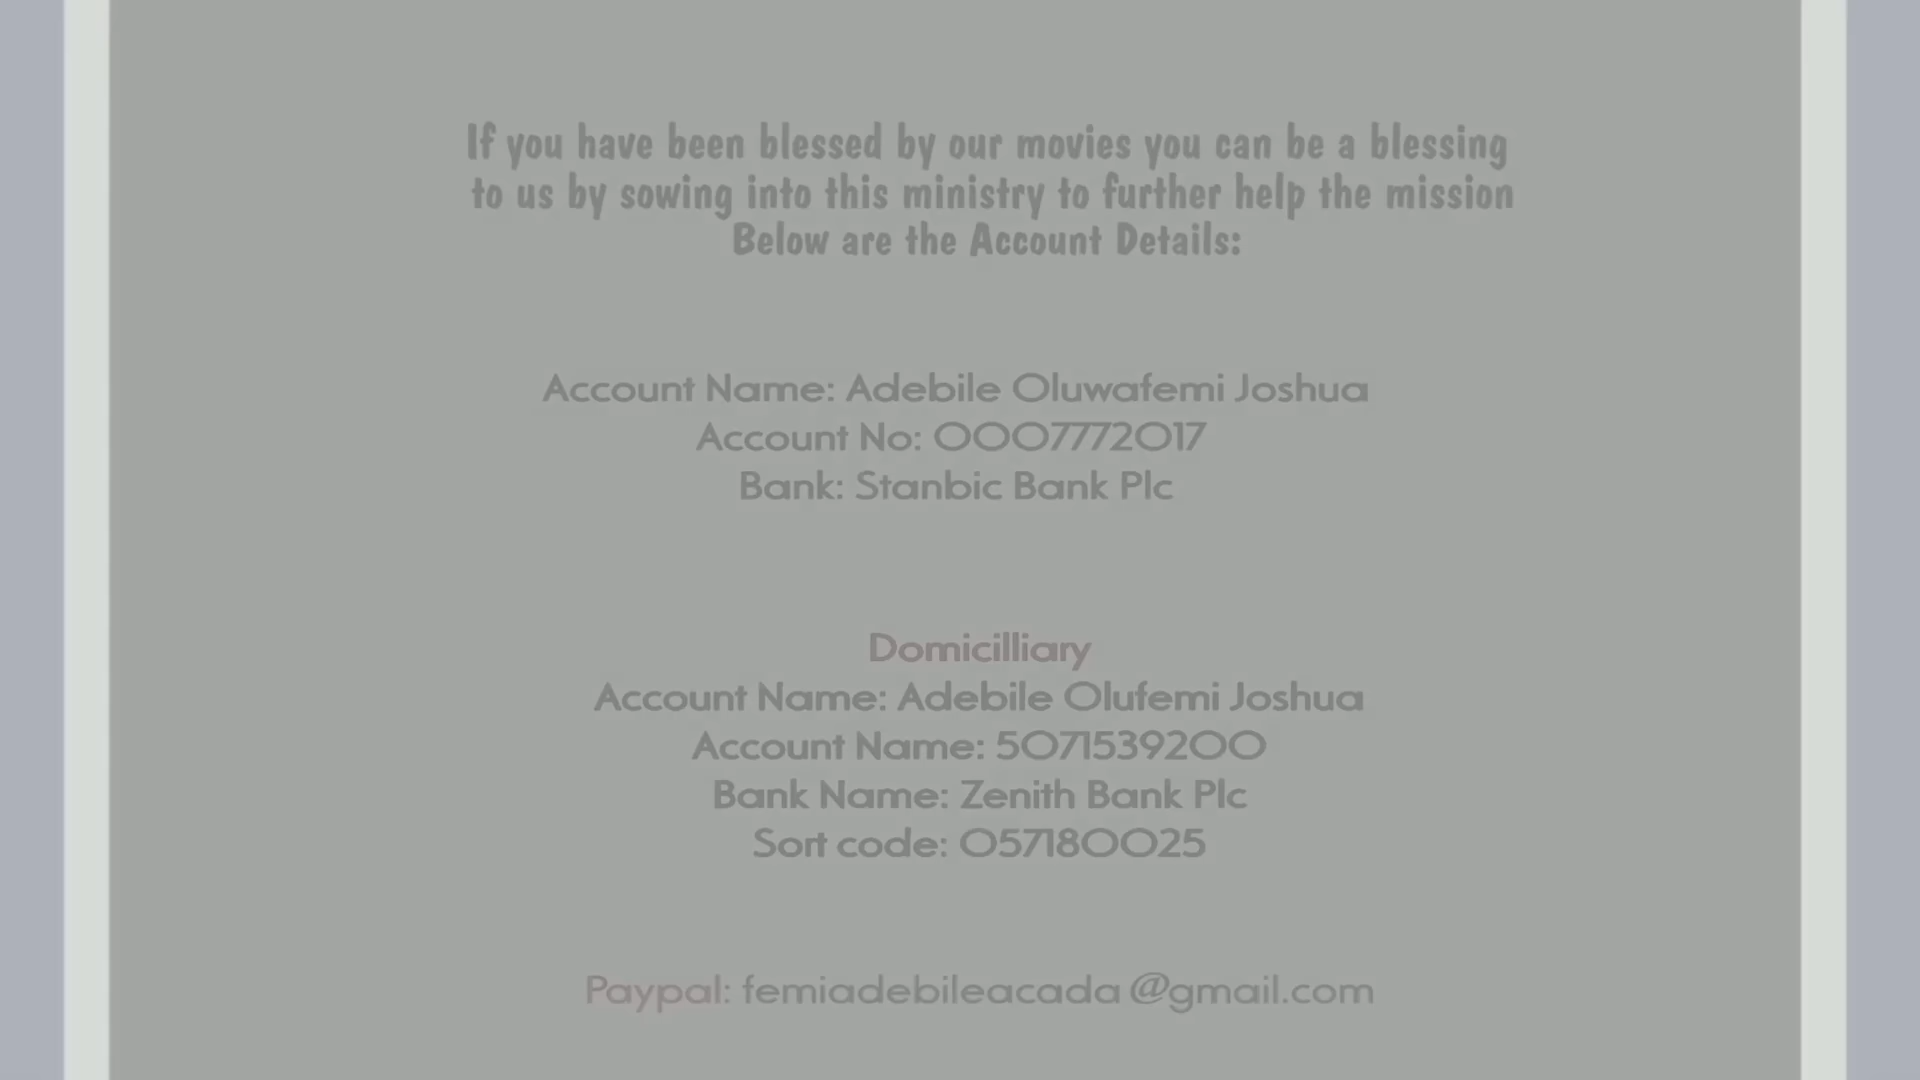 If you have been blessed by our movies you can be a blessing
to us by sowing into this ministry to further help the mission
Below are the Account Details:
Account Name: Adebile Oluwafemi Joshua
Account No: 0007772017
Bank: Stanbic Bank Plc
Domicilliary
Account Name: Adebile Olufemi Joshua
Account Name: 5071539200
Bank Name: Zenith Bank Plc
Sort code: 057180025
Paypal: femiadebileacada@gmail.com